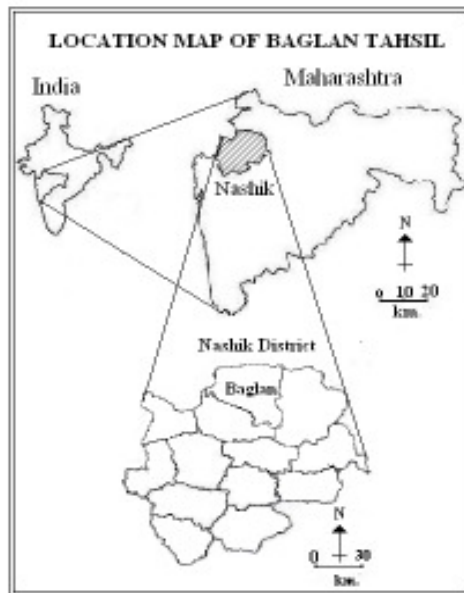 LOCATION MAP OF BAGLAN TAHSIL
India
Maharashtra
Nashik
N
0 10 20
km.
Nashik District
Baglan
N
0 30
km.